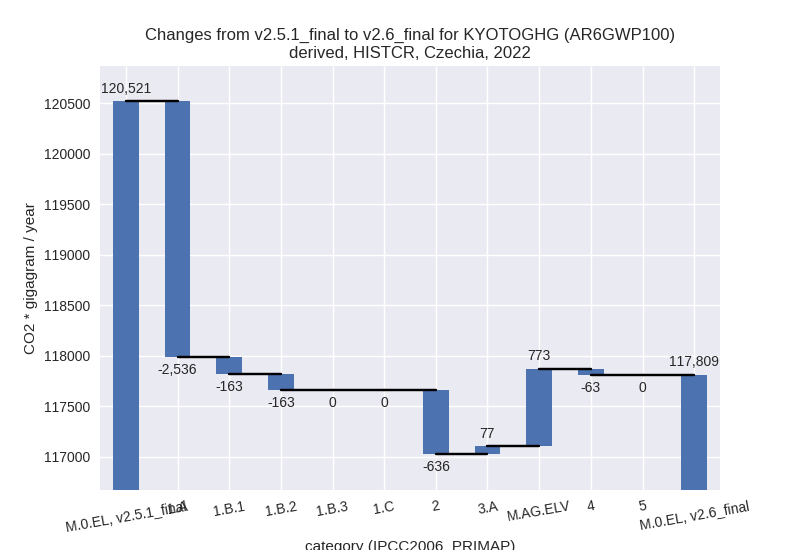 Changes from v2.5.1_final to v2.6_final for KYOTOGHG (AR6GWP100)
derived, HISTCR, Czechia, 2022
CO2 * gigagram / year
120500
120000
119500
119000
118500
118000
117500
117000
120,521
-2,536
-163
-163
0
0
-636
77
773
-63
0
117,809
M.0.EL, v2.5.1_final
1.A
1.B.1
1.B.2
1.B.3
1.C
2
3.A
M.AG.ELV
4
5
M.0.EL, v2.6_final
category (IPCC2006_PRIMAP)